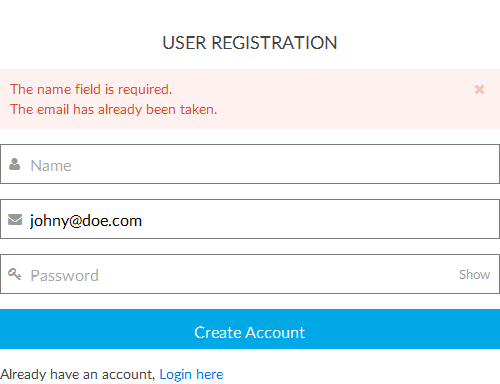 USER REGISTRATION
The name field is required.
The email has already been taken.
Name
johny@doe.com
Password Show
Create Account
Already have an account, Login here